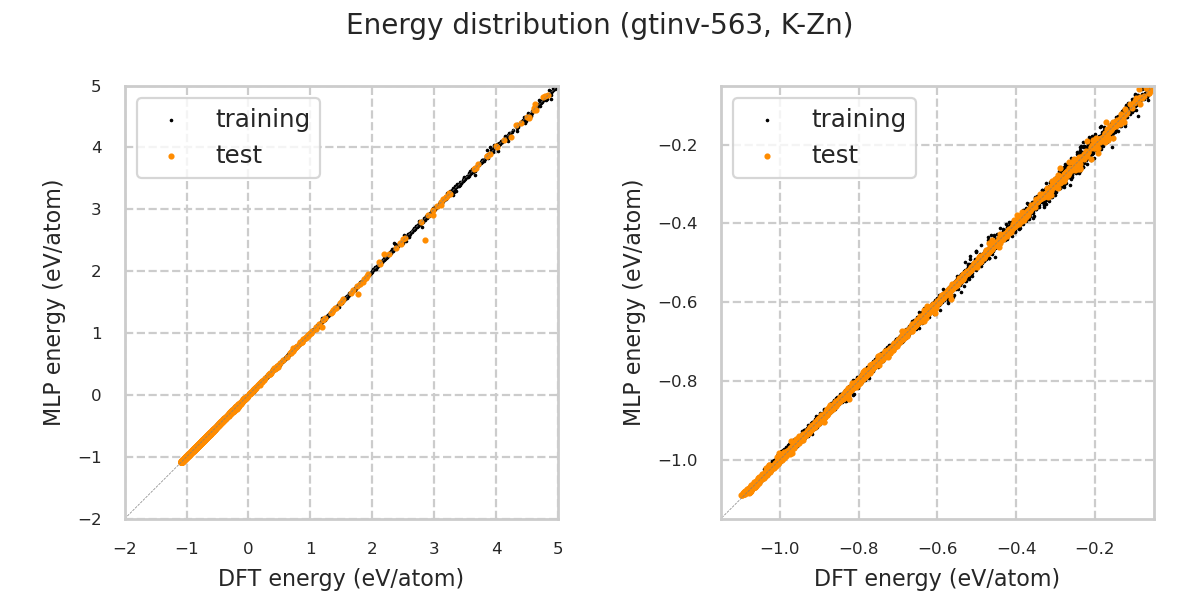 Energy distribution (gtinv-563, K-Zn)
training
test
MLP energy (eV/atom)
5
4
3
2
1
0
−1
−2
−2 −1 0 1 2 3 4 5
DFT energy (eV/atom)
training
test
MLP energy (eV/atom)
−0.2
−0.4
−0.6
−0.8
−1.0
−1.0 −0.8 −0.6 −0.4 −0.2
DFT energy (eV/atom)